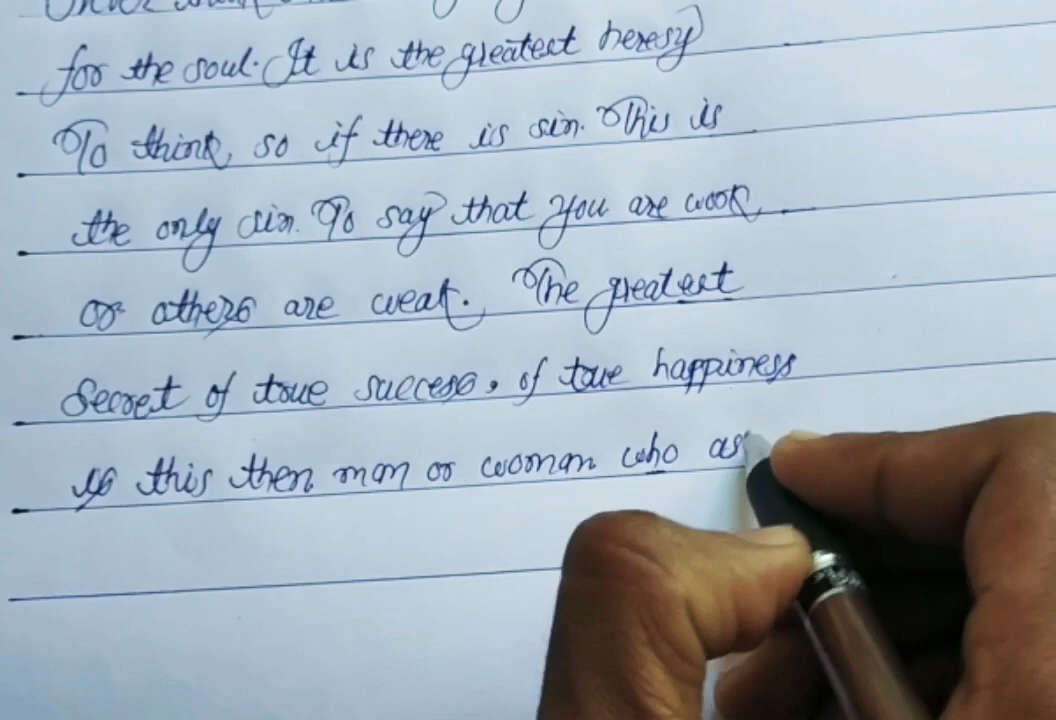 for the soul. It is the greatest heresy
To think, so if there is sin. This is
the only sin. To say that you are week,
or others are weak. The greatest
Secret of true success, of true happiness
is this then man or woman who as